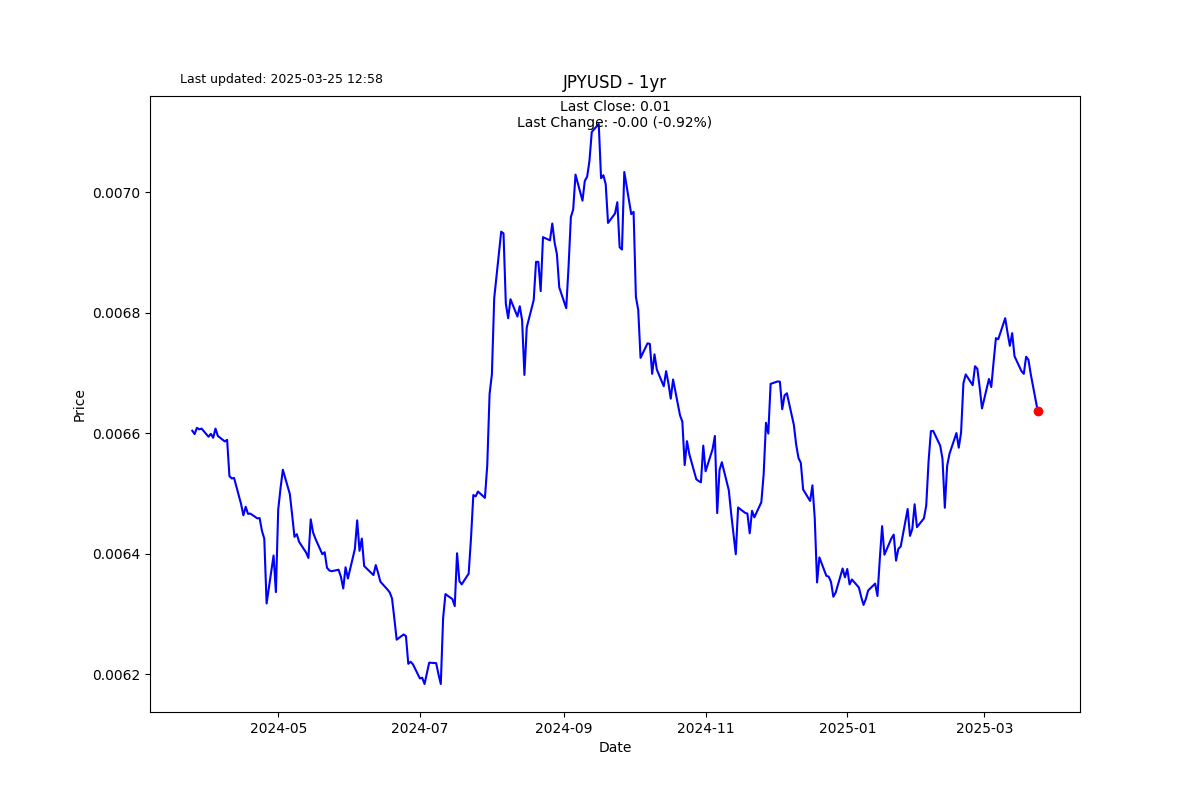 Last updated: 2025-03-25 12:58
JPYUSD - 1yr
Last Close: 0.01
Last Change: -0.00 (-0.92%)
0.0070
0.0068
0.0066
0.0064
0.0062
Price
2024-05
2024-07
2024-09
2024-11
2025-01
2025-03
Date